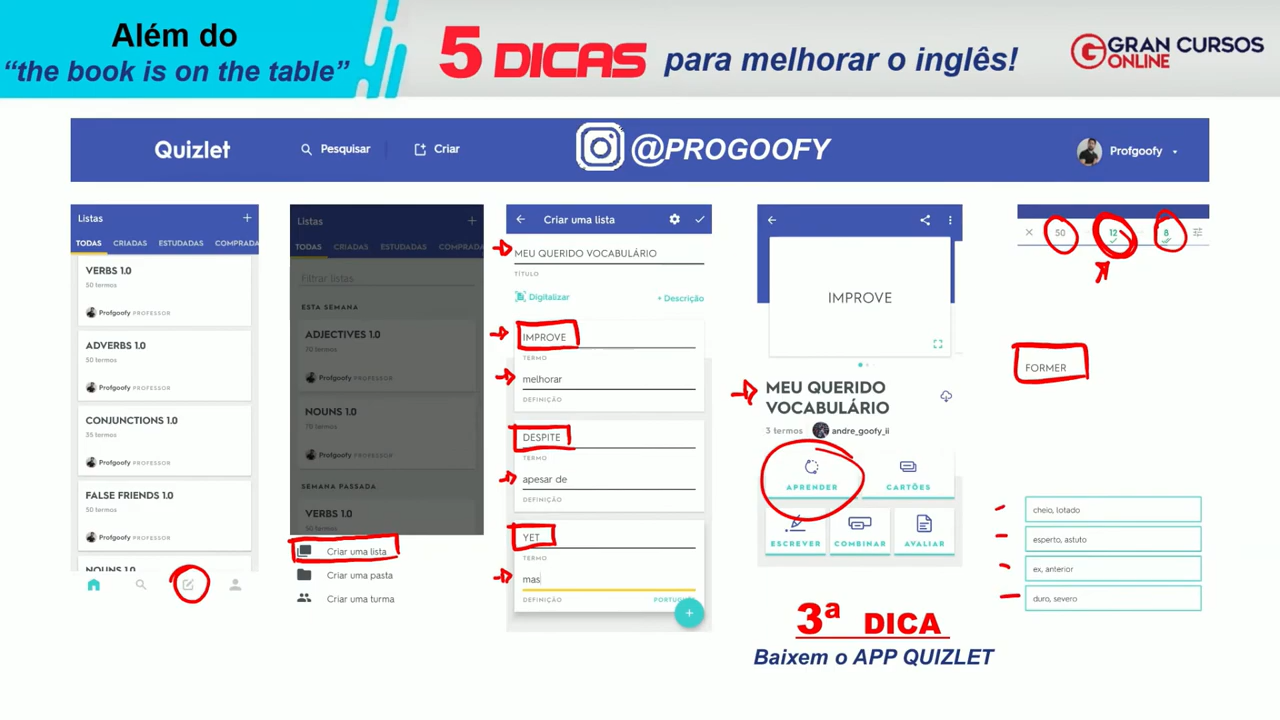 Além do
“the book is on the table”
5 DICAS para melhorar o inglês!
GRAN CURSOS
ONLINE
Quizlet
Pesquisar
Criar
@PROGOOFY
Profgoofy
Listas
TODAS CRIADAS ESTUDADAS COMPRADA
VERBS 1.0
50 termos
Profgoofy PROFESSOR
ADVERBS 1.0
50 termos
Profgoofy PROFESSOR
CONJUNCTIONS 1.0
35 termos
Profgoofy PROFESSOR
FALSE FRIENDS 1.0
50 termos
Profgoofy PROFESSOR
NOUNS 1.0
Listas
TODAS CRIADAS ESTUDADAS COMPRADA
Filtrar listas
ESTA SEMANA
ADJECTIVES 1.0
70 termos
Profgoofy PROFESSOR
NOUNS 1.0
70 termos
Profgoofy PROFESSOR
SEMANA PASSADA
VERBS 1.0
50 termos
Criar uma lista
Criar uma pasta
Criar uma turma
Criar uma lista
MEU QUERIDO VOCABULÁRIO
TÍTULO
Digitalizar
+ Descrição
IMPROVE
TERMO
melhorar
DEFINIÇÃO
DESPITE
TERMO
apesar de
DEFINIÇÃO
YET
TERMO
mas
DEFINIÇÃO
PORTUGUÊ
IMPROVE
MEU QUERIDO
VOCABULÁRIO
3 termos
andre_goofy_ii
APRENDER
CARTÕES
ESCREVER
COMBINAR
AVALIAR
3ª DICA
Baixem o APP QUIZLET
50
12
8
FORMER
cheio, lotado
esperto, astuto
ex, anterior
duro, severo